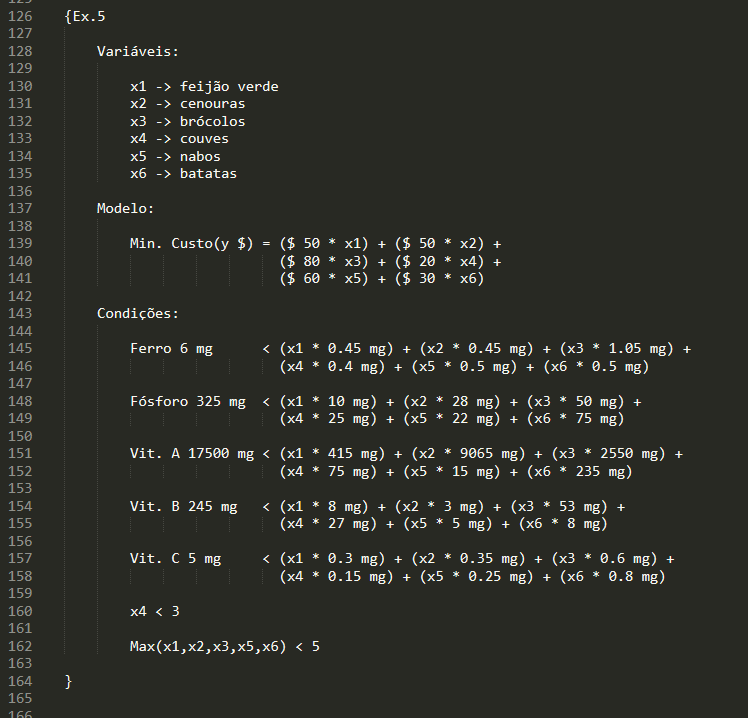 125
126 {Ex.5
127
128 Variáveis:
129
130 x1 -> feijão verde
131 x2 -> cenouras
132 x3 -> brócolos
133 x4 -> couves
134 x5 -> nabos
135 x6 -> batatas
136
137 Modelo:
138
139 Min. Custo(y $) = ($ 50 * x1) + ($ 50 * x2) +
140 ($ 80 * x3) + ($ 20 * x4) +
141 ($ 60 * x5) + ($ 30 * x6)
142
143 Condições:
144
145 Ferro 6 mg < (x1 * 0.45 mg) + (x2 * 0.45 mg) + (x3 * 1.05 mg) +
146 (x4 * 0.4 mg) + (x5 * 0.5 mg) + (x6 * 0.5 mg)
147
148 Fósforo 325 mg < (x1 * 10 mg) + (x2 * 28 mg) + (x3 * 50 mg) +
149 (x4 * 25 mg) + (x5 * 22 mg) + (x6 * 75 mg)
150
151 Vit. A 17500 mg < (x1 * 415 mg) + (x2 * 9065 mg) + (x3 * 2550 mg) +
152 (x4 * 75 mg) + (x5 * 15 mg) + (x6 * 235 mg)
153
154 Vit. B 245 mg < (x1 * 8 mg) + (x2 * 3 mg) + (x3 * 53 mg) +
155 (x4 * 27 mg) + (x5 * 5 mg) + (x6 * 8 mg)
156
157 Vit. C 5 mg < (x1 * 0.3 mg) + (x2 * 0.35 mg) + (x3 * 0.6 mg) +
158 (x4 * 0.15 mg) + (x5 * 0.25 mg) + (x6 * 0.8 mg)
159
160 x4 < 3
161
162 Max(x1,x2,x3,x5,x6) < 5
163
164 }
165
166